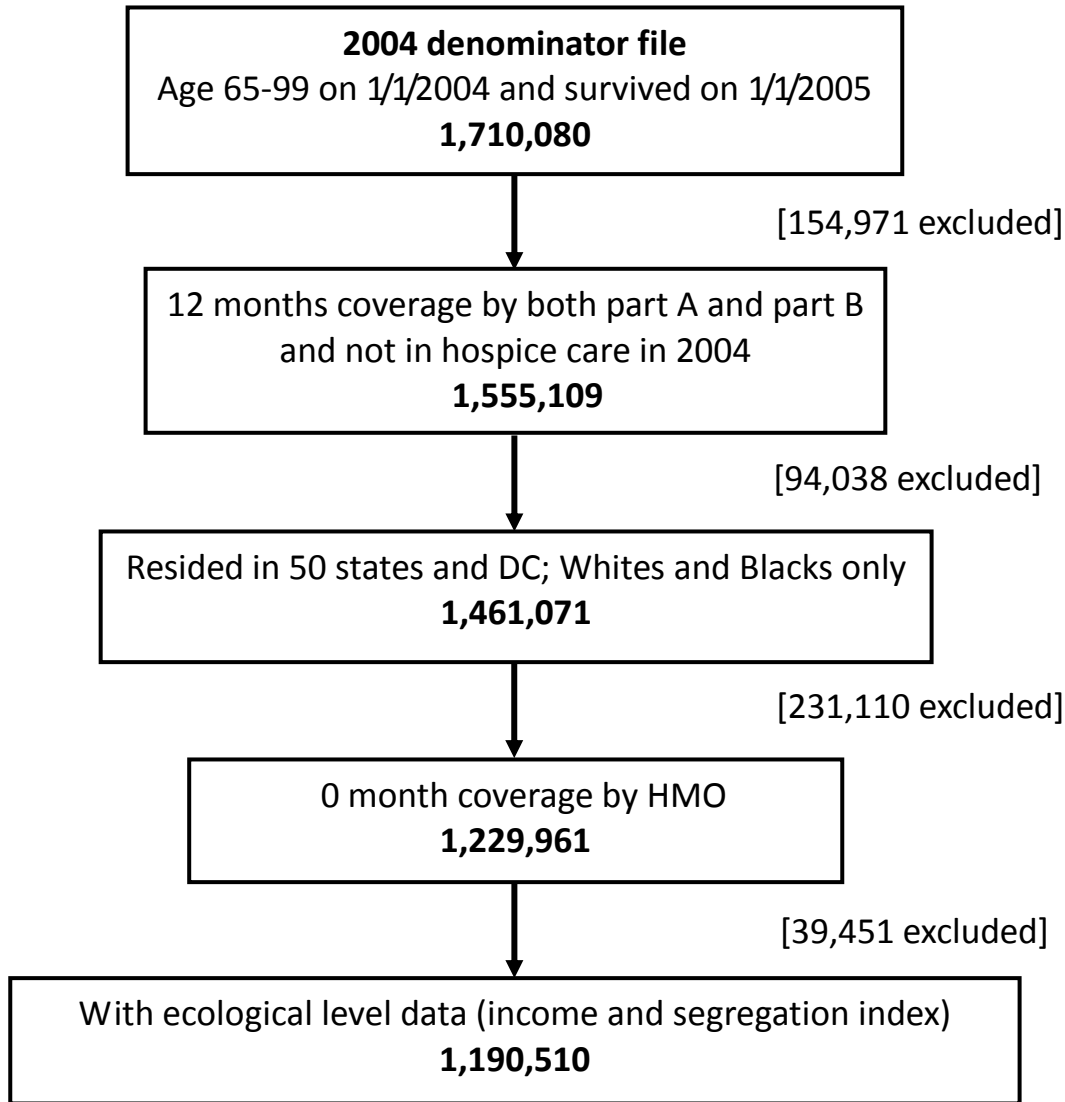 2004 denominator file
Age 65-99 on 1/1/2004 and survived on 1/1/2005
1,710,080
[154,971 excluded]
12 months coverage by both part A and part B
and not in hospice care in 2004
1,555,109
[94,038 excluded]
Resided in 50 states and DC; Whites and Blacks only
1,461,071
[231,110 excluded]
0 month coverage by HMO
1,229,961
[39,451 excluded]
With ecological level data (income and segregation index)
1,190,510